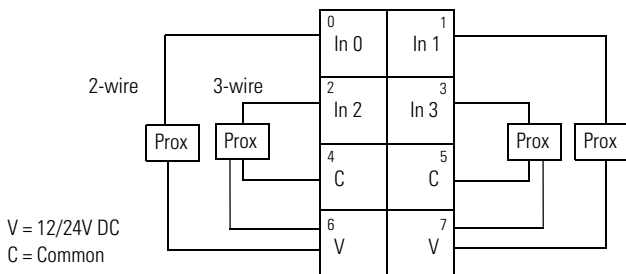 0 1
In 0 In 1
2-wire 3-wire
2 3
In 2 In 3
Prox Prox Prox Prox
4 5
C C
6 7
V V
V = 12/24V DC
C = Common